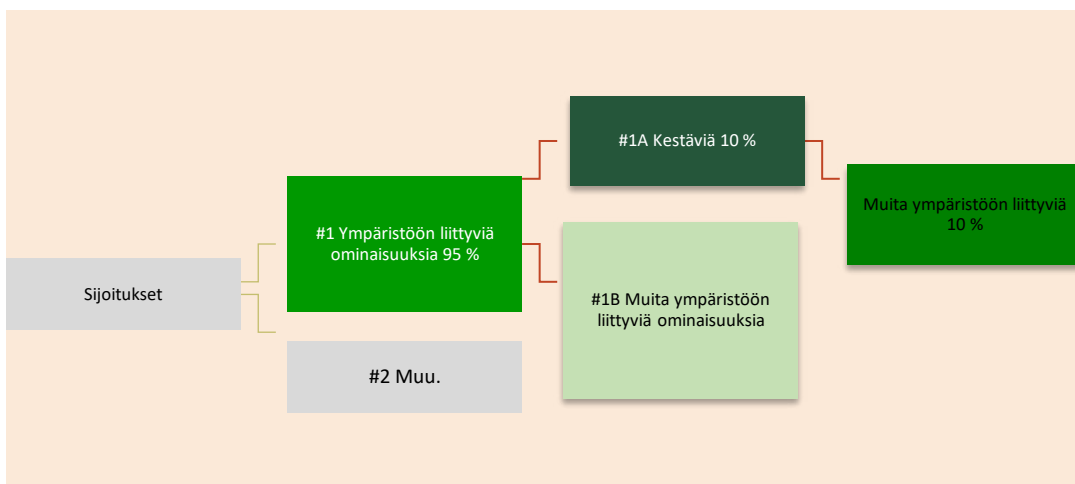 Sijoitukset
#1 Ympäristöön liittyviä
ominaisuuksia 95 %
#2 Muu.
#1A Kestäviä 10 %
#1B Muita ympäristöön
liittyviä ominaisuuksia
Muita ympäristöön liittyviä
10 %